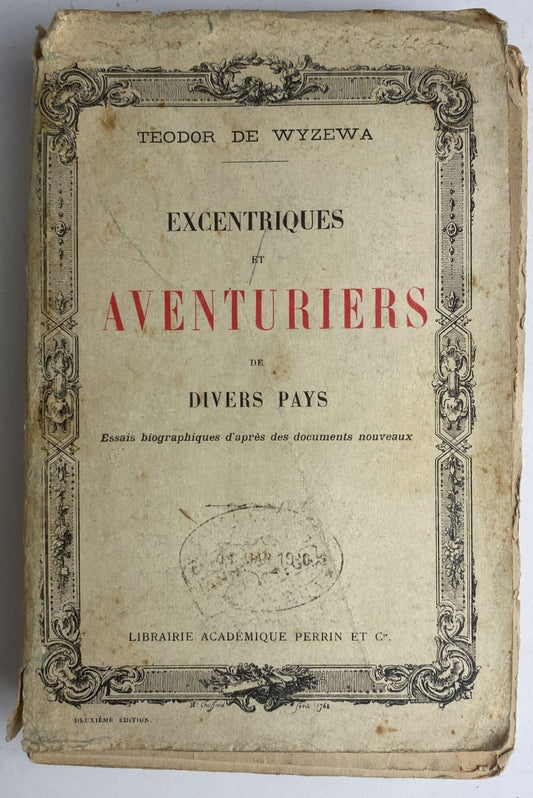 TEODOR DE WYZEWA
EXCENTRIQUES
ET
AVENTURIERS
DE
DIVERS PAYS
Essais biographiques d'après des documents nouveaux
MAR
LIBRAIRIE ACADÉMIQUE PERRIN ET Cie.
DEUXIÈME ÉDITION.